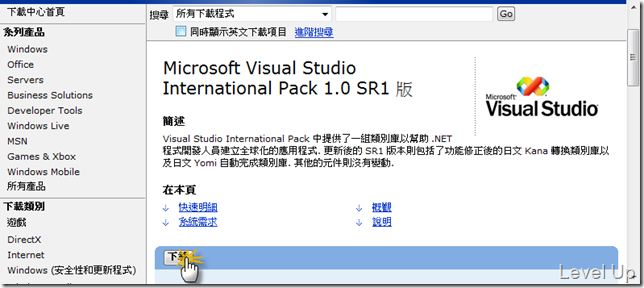 下載中心首頁
系列產品
Windows
Office
Servers
Business Solutions
Developer Tools
Windows Live
MSN
Games & Xbox
Windows Mobile
所有產品
下載類別
遊戲
DirectX
Internet
Windows (安全性和更新程式)
搜尋 所有下載程式 Go
同時顯示英文下載項目 進階搜尋
Microsoft Visual Studio
International Pack 1.0 SR1 版
Microsoft
Visual Studio
簡述
Visual Studio International Pack 中提供了一組類別庫以幫助 .NET
程式開發人員建立全球化的應用程式. 更新後的 SR1 版本則包括了功能修正後的日文 Kana 轉換類別庫以
及日文 Yomi 自動完成類別庫. 其他的元件則沒有變動.
在本頁
快速明細 概觀
系統需求 說明
下
Level Up